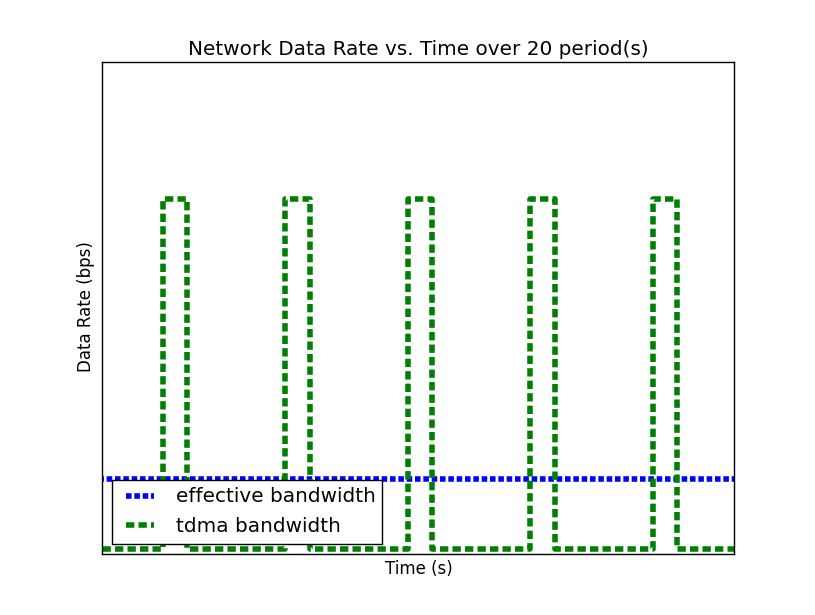 Network Data Rate vs. Time over 20 period(s)
Data Rate (bps)
effective bandwidth
tdma bandwidth
Time (s)